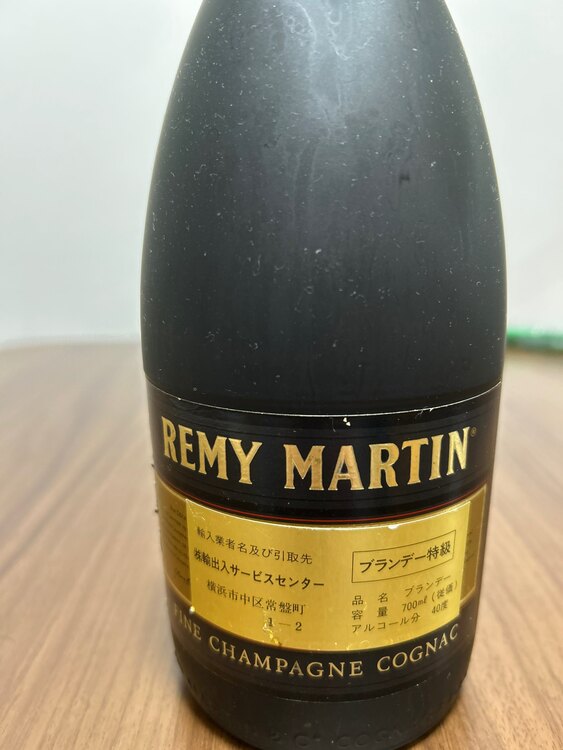 REMY MARTIN®
輸入業者名及び引取先
㈱輸出入サービスセンター
横浜市中区常盤町
1－2
ブランデー特級
品名 ブランデー
容量 700㎖(従価)
アルコール分 40度
FINE CHAMPAGNE COGNAC